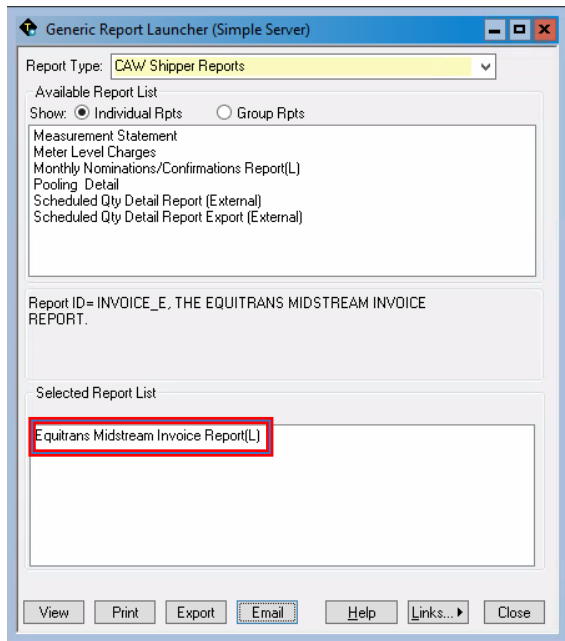 Generic Report Launcher (Simple Server)
Report Type: CAW Shipper Reports
Available Report List
Show: Individual Rpts Group Rpts
Measurement Statement
Meter Level Charges
Monthly Nominations/Confirmations Report(L)
Pooling Detail
Scheduled Qty Detail Report (External)
Scheduled Qty Detail Report Export (External)
Report ID= INVOICE_E, THE EQUITRANS MIDSTREAM INVOICE
REPORT.
Selected Report List
Equitrans Midstream Invoice Report(L)
View Print Export Email Help Links... Close